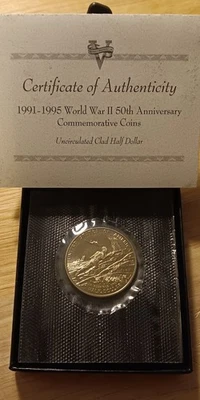 Certificate of Authenticity
1991-1995 World War II 50th Anniversary
Commemorative Coins
Uncirculated Clad Half Dollar